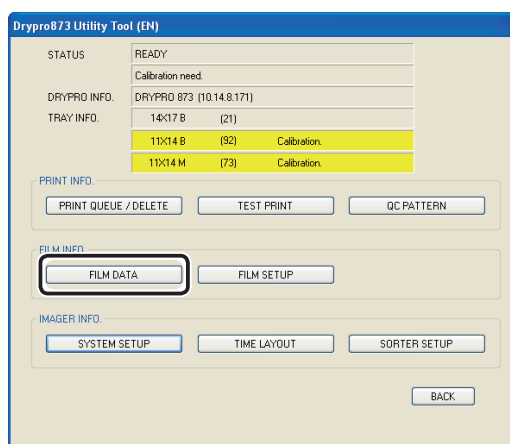 Drypro873 Utility Tool (EN)
STATUS READY
Calibration need.
DRYPRO INFO. DRYPRO 873 (10.14.8.171)
TRAY INFO. 14X17 B (21)
11X14 B (92) Calibration.
11X14 M (73) Calibration.
PRINT INFO.
PRINT QUEUE / DELETE TEST PRINT QC PATTERN
FILM INFO.
FILM DATA FILM SETUP
IMAGER INFO.
SYSTEM SETUP TIME LAYOUT SORTER SETUP
BACK